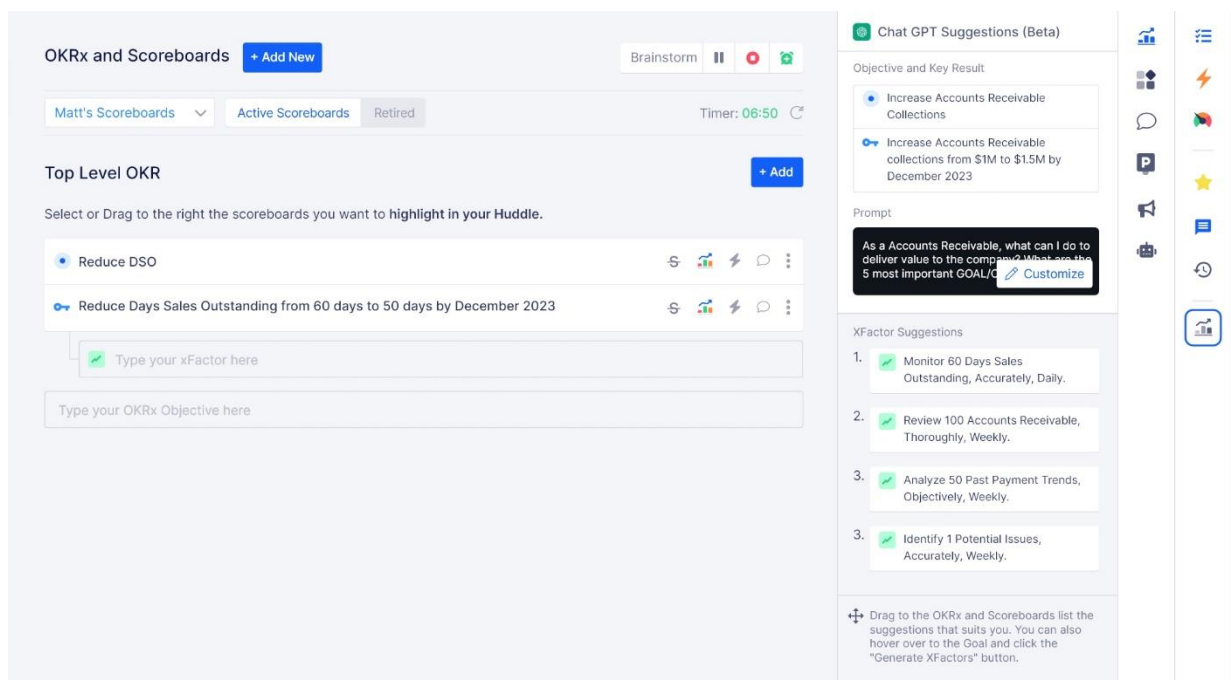 OKRx and Scoreboards
+ Add New
Brainstorm
Matt's Scoreboards
Active Scoreboards
Retired
Timer: 06:50
Top Level OKR
+ Add
Select or Drag to the right the scoreboards you want to highlight in your Huddle.
Reduce DSO
S
Reduce Days Sales Outstanding from 60 days to 50 days by December 2023
S
Type your xFactor here
Type your OKRx Objective here
Chat GPT Suggestions (Beta)
Objective and Key Result
Increase Accounts Receivable
Collections
Increase Accounts Receivable
collections from $1M to $1.5M by
December 2023
Prompt
As a Accounts Receivable, what can I do to
deliver value to the company? What are the
5 most important GOAL/
Customize
XFactor Suggestions
1.
Monitor 60 Days Sales
Outstanding, Accurately, Daily.
2.
Review 100 Accounts Receivable,
Thoroughly, Weekly.
3.
Analyze 50 Past Payment Trends,
Objectively, Weekly.
3.
Identify 1 Potential Issues,
Accurately, Weekly.
Drag to the OKRx and Scoreboards list the
suggestions that suits you. You can also
hover over to the Goal and click the
"Generate XFactors" button.
P